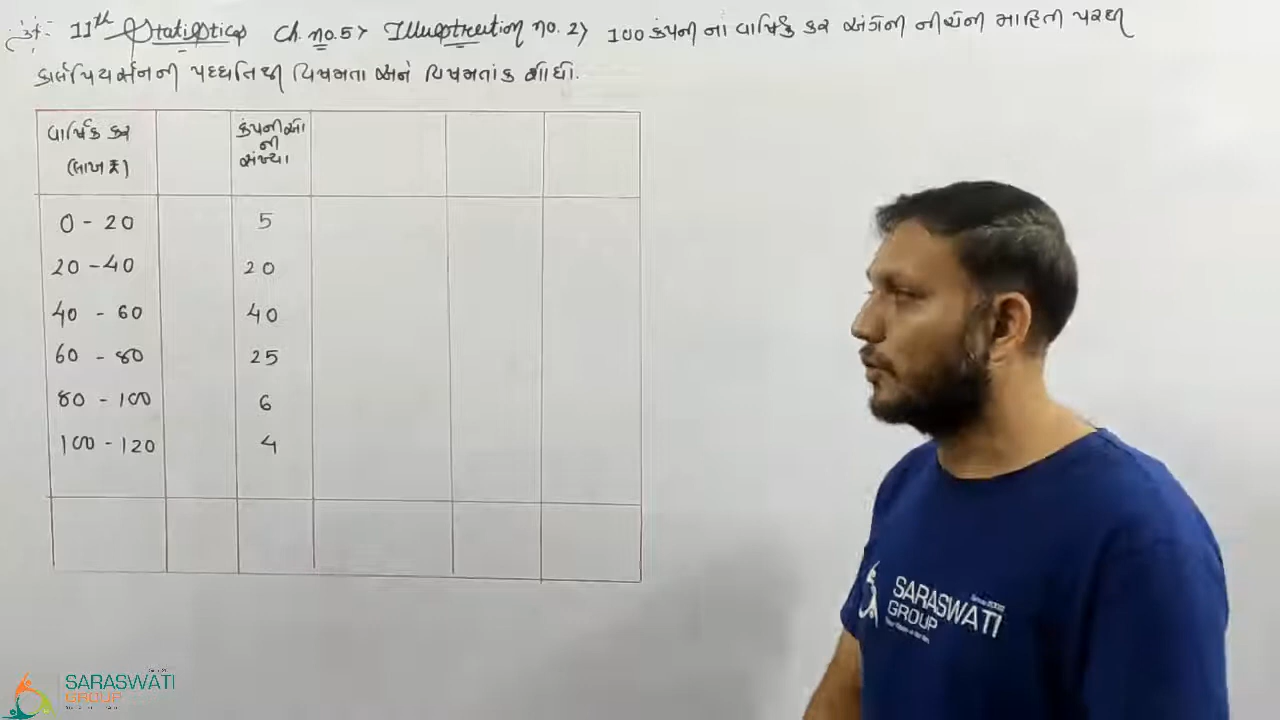 11th Statistics Ch. no. 5> Illustration no. 2> 100 કંપનીનાં વાર્ષિક કર અંગેની નીચેની માહિતી પરથી
કાર્લ પિયર્સનની પધ્ધતિથી વિષમતા અને વિષમતાંક શોધો.
વાર્ષિક કર
(લાખ ₹)
કંપનીઓ
ની
સંખ્યા
0 - 20 5
20 - 40 20
40 - 60 40
60 - 80 25
80 - 100 6
100 - 120 4
SARASWATI
GROUP
SARASWATI
GROUP